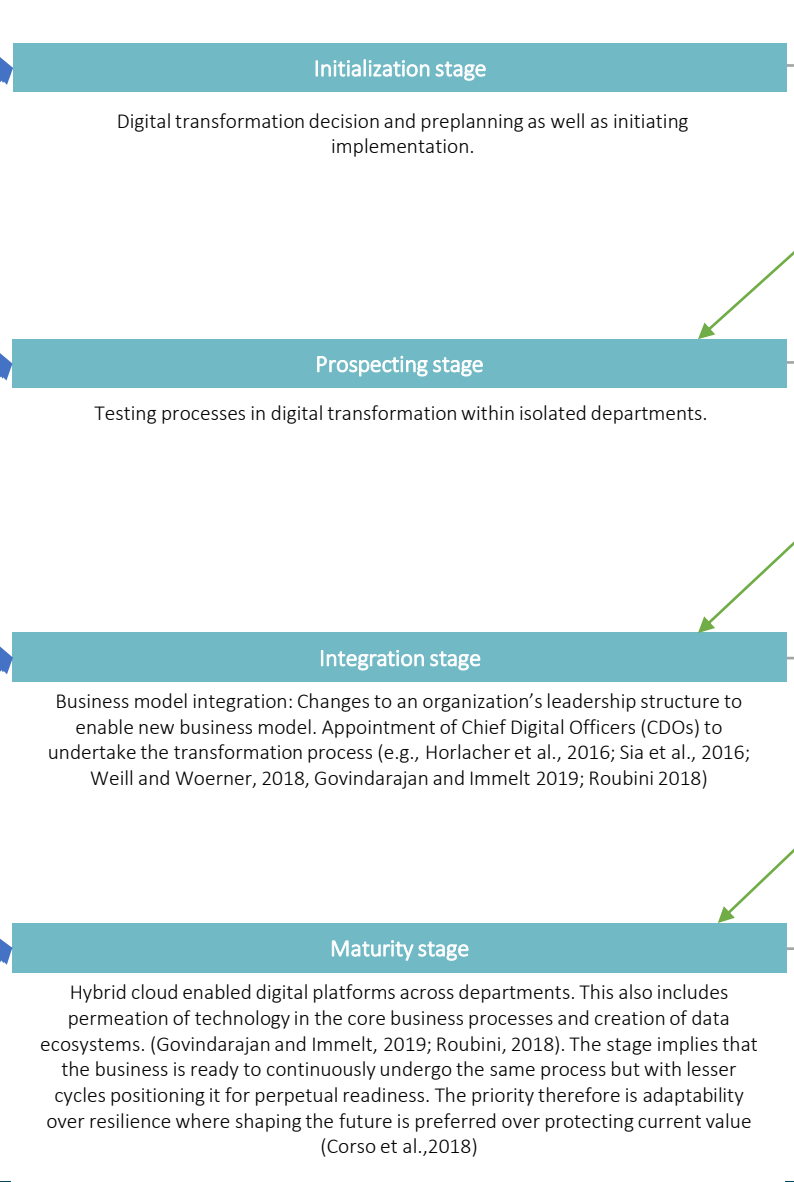 Initialization stage
Digital transformation decision and preplanning as well as initiating
implementation.
Prospecting stage
Testing processes in digital transformation within isolated departments.
Integration stage
Business model integration: Changes to an organization’s leadership structure to
enable new business model. Appointment of Chief Digital Officers (CDOs) to
undertake the transformation process (e.g., Horlacher et al., 2016; Sia et al., 2016;
Weill and Woerner, 2018, Govindarajan and Immelt 2019; Roubini 2018)
Maturity stage
Hybrid cloud enabled digital platforms across departments. This also includes
permeation of technology in the core business processes and creation of data
ecosystems. (Govindarajan and Immelt, 2019; Roubini, 2018). The stage implies that
the business is ready to continuously undergo the same process but with lesser
cycles positioning it for perpetual readiness. The priority therefore is adaptability
over resilience where shaping the future is preferred over protecting current value
(Corso et al.,2018)